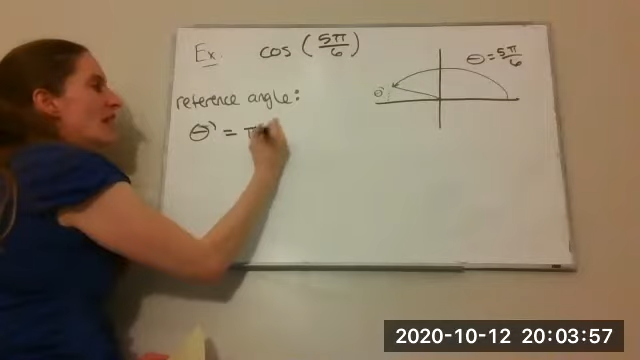 Ex. cos (5π/6)
θ = 5π/6
θ'
reference angle:
θ' = π
2020-10-12 20:03:57